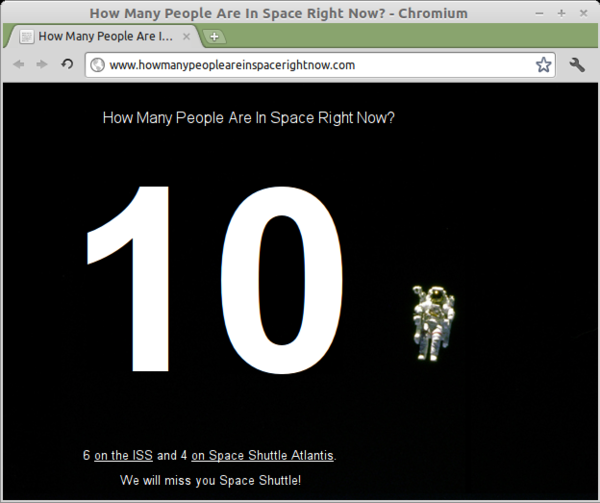 How Many People Are In Space Right Now? - Chromium
How Many People Are I...
www.howmanypeopleareinspacerightnow.com
How Many People Are In Space Right Now?
10
6 on the ISS and 4 on Space Shuttle Atlantis.
We will miss you Space Shuttle!